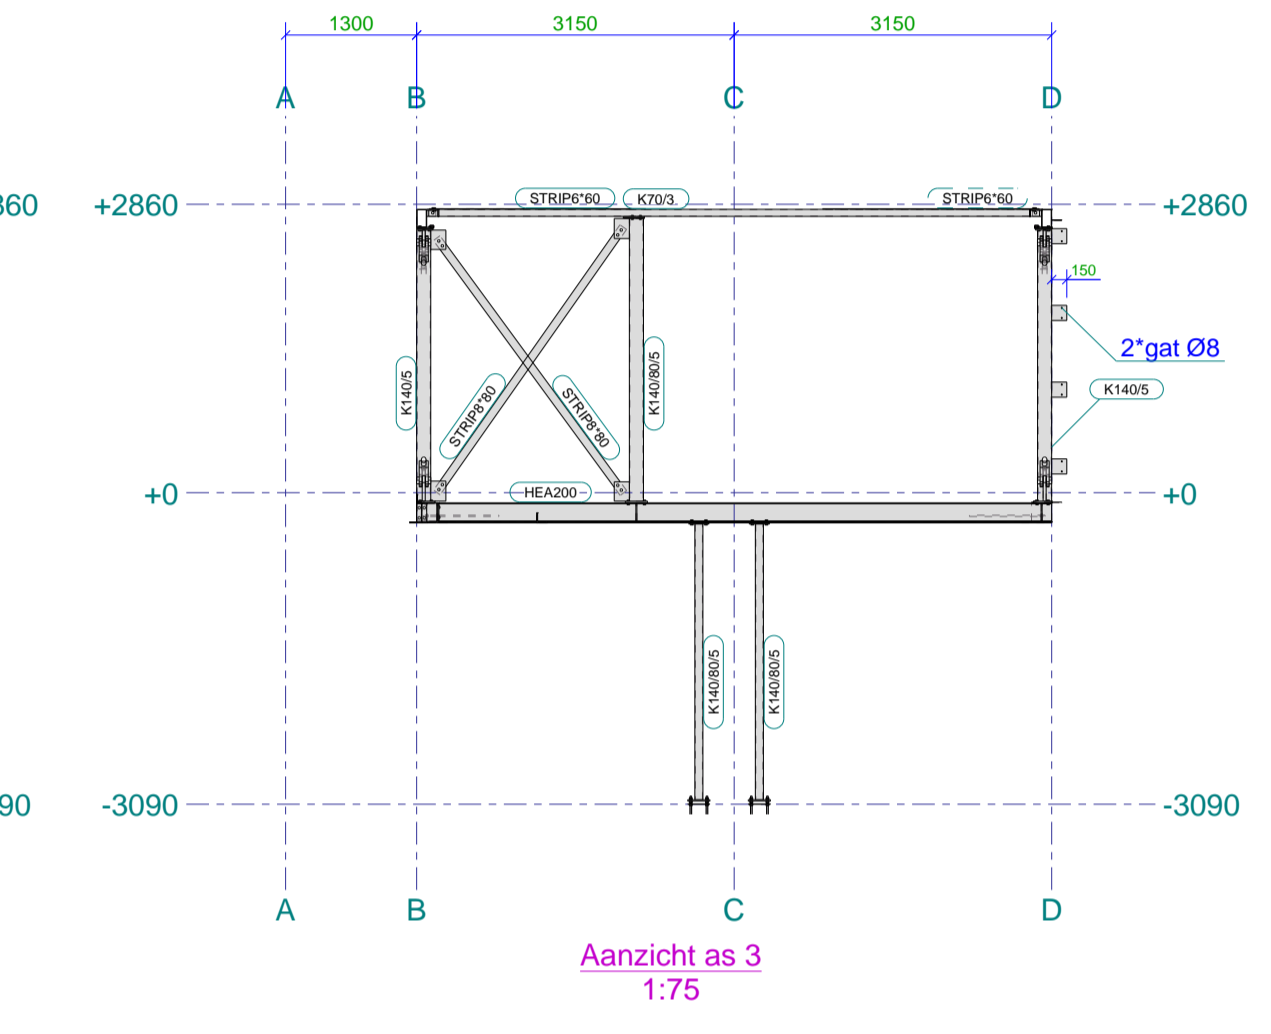 1300 3150 3150
A B C D
360 +2860 STRIP6*60 K70/3 STRIP6*60 +2860
150
2*gat Ø8
K140/5 STRIP8*80 STRIP8*80 K140/80/5 K140/5
+0 HEA200 +0
K140/80/5 K140/80/5
90 -3090 -3090
A B C D
Aanzicht as 3
1:75